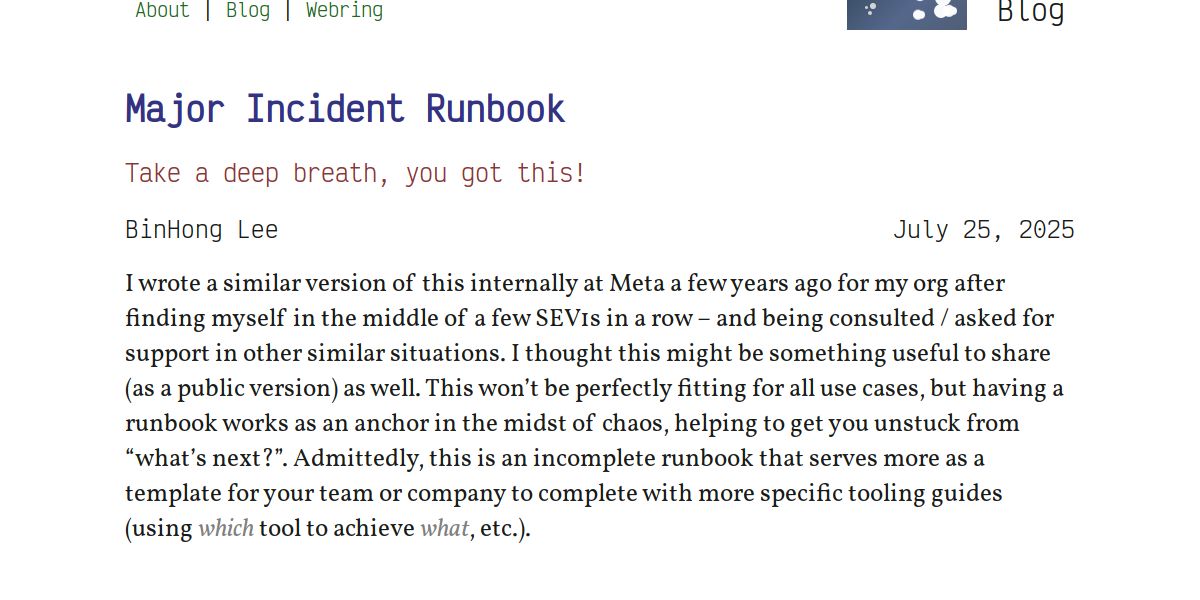 About | Blog | Webring
Blog
Major Incident Runbook
Take a deep breath, you got this!
BinHong Lee July 25, 2025
I wrote a similar version of this internally at Meta a few years ago for my org after
finding myself in the middle of a few SEV1s in a row – and being consulted / asked for
support in other similar situations. I thought this might be something useful to share
(as a public version) as well. This won’t be perfectly fitting for all use cases, but having a
runbook works as an anchor in the midst of chaos, helping to get you unstuck from
“what’s next?”. Admittedly, this is an incomplete runbook that serves more as a
template for your team or company to complete with more specific tooling guides
(using which tool to achieve what, etc.).